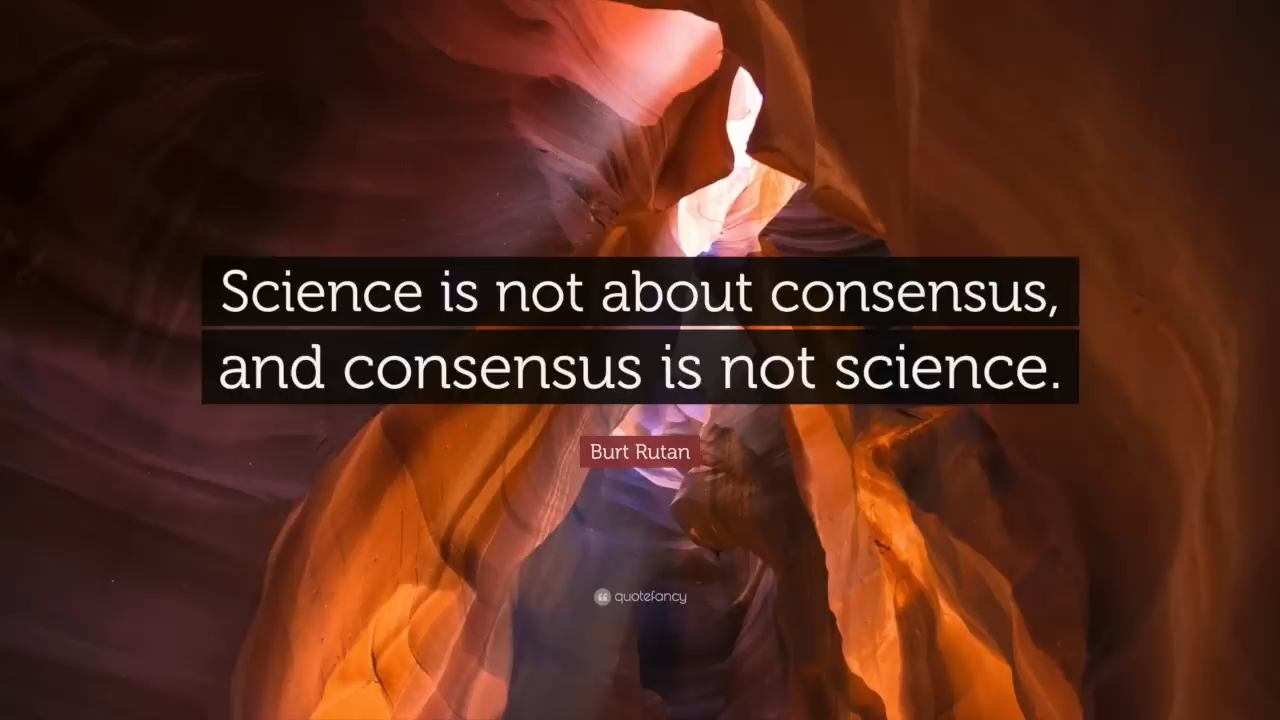 Science is not about consensus,
and consensus is not science.
Burt Rutan
quotefancy